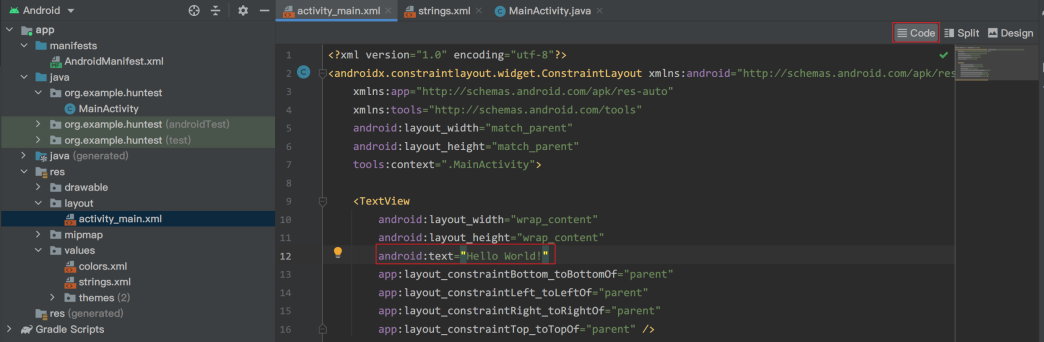 Android
app
manifests
AndroidManifest.xml
java
org.example.huntest
MainActivity
org.example.huntest (androidTest)
org.example.huntest (test)
java (generated)
res
drawable
layout
activity_main.xml
mipmap
values
colors.xml
strings.xml
themes (2)
res (generated)
Gradle Scripts
activity_main.xml strings.xml MainActivity.java
Code Split Design
1 <?xml version="1.0" encoding="utf-8"?>
2 <androidx.constraintlayout.widget.ConstraintLayout xmlns:android="http://schemas.android.com/apk/res
3 xmlns:app="http://schemas.android.com/apk/res-auto"
4 xmlns:tools="http://schemas.android.com/tools"
5 android:layout_width="match_parent"
6 android:layout_height="match_parent"
7 tools:context=".MainActivity">
8
9 <TextView
10 android:layout_width="wrap_content"
11 android:layout_height="wrap_content"
12 android:text="Hello World!"
13 app:layout_constraintBottom_toBottomOf="parent"
14 app:layout_constraintLeft_toLeftOf="parent"
15 app:layout_constraintRight_toRightOf="parent"
16 app:layout_constraintTop_toTopOf="parent" />